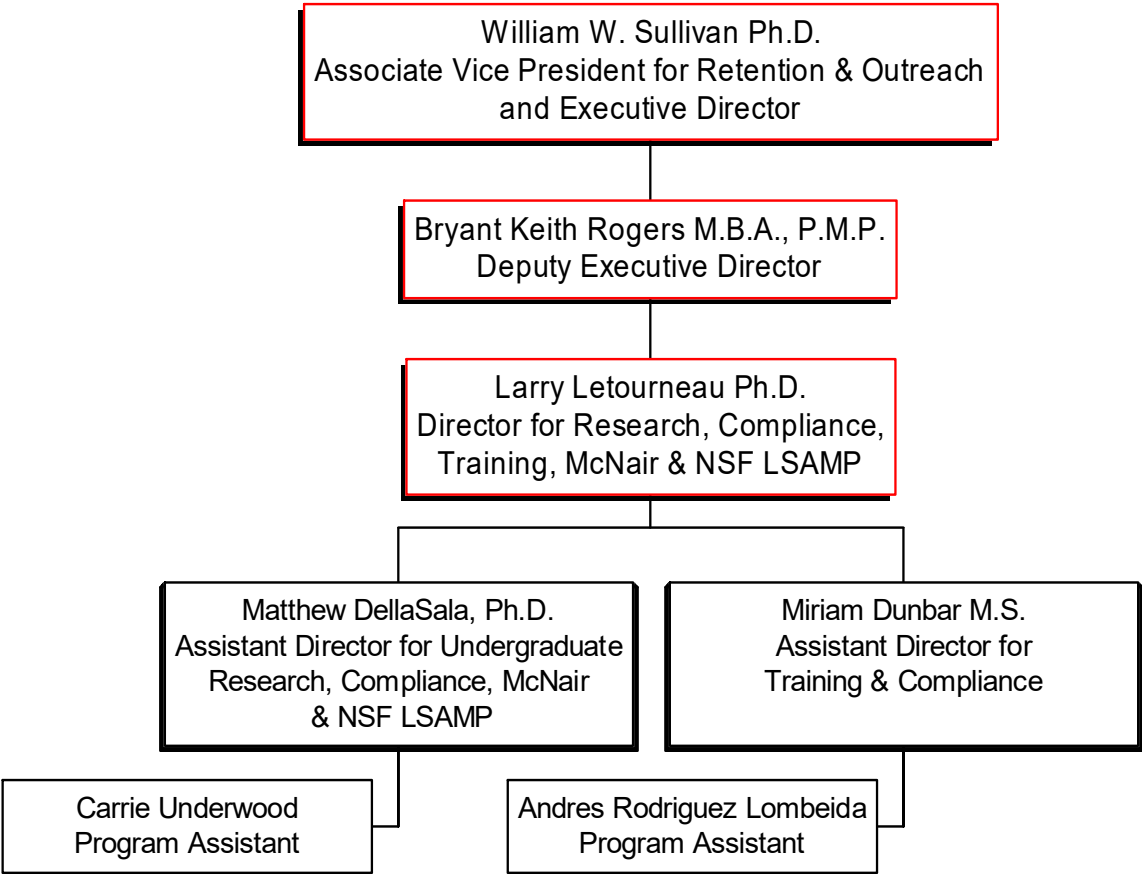 William W. Sullivan Ph.D.
Associate Vice President for Retention & Outreach
and Executive Director
Bryant Keith Rogers M.B.A., P.M.P.
Deputy Executive Director
Larry Letourneau Ph.D.
Director for Research, Compliance,
Training, McNair & NSF LSAMP
Matthew DellaSala, Ph.D.
Assistant Director for Undergraduate
Research, Compliance, McNair
& NSF LSAMP
Miriam Dunbar M.S.
Assistant Director for
Training & Compliance
Carrie Underwood
Program Assistant
Andres Rodriguez Lombeida
Program Assistant